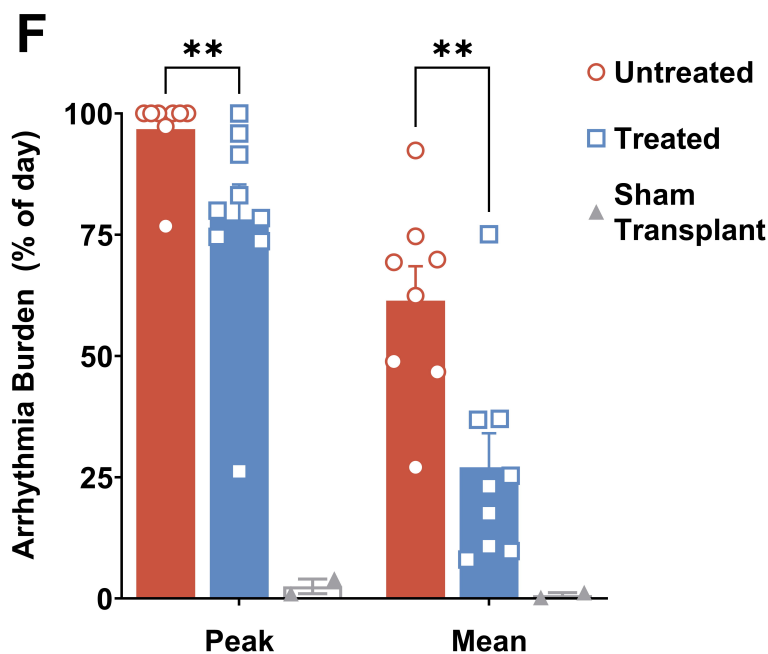 F
**
**
Untreated
Treated
Sham
Transplant
Arrhythmia Burden (% of day)
100
75
50
25
0
Peak
Mean